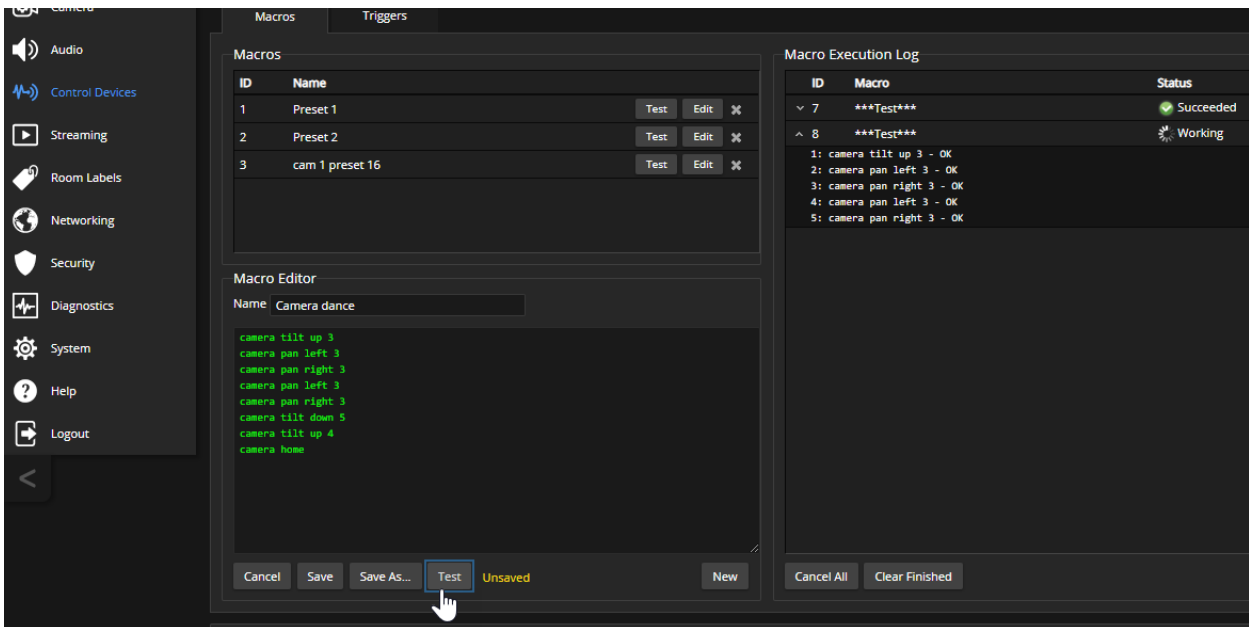 Camera
Audio
Control Devices
Streaming
Room Labels
Networking
Security
Diagnostics
System
? Help
Logout
<
Macros Triggers
Macros
ID Name
1 Preset 1 Test Edit
2 Preset 2 Test Edit
3 cam 1 preset 16 Test Edit
Macro Editor
Name Camera dance
camera tilt up 3
camera pan left 3
camera pan right 3
camera pan left 3
camera pan right 3
camera tilt down 5
camera tilt up 4
camera home
Cancel Save Save As... Test Unsaved New
Macro Execution Log
ID Macro Status
7 ***Test*** Succeeded
8 ***Test*** Working
1: camera tilt up 3 - OK
2: camera pan left 3 - OK
3: camera pan right 3 - OK
4: camera pan left 3 - OK
5: camera pan right 3 - OK
Cancel All Clear Finished